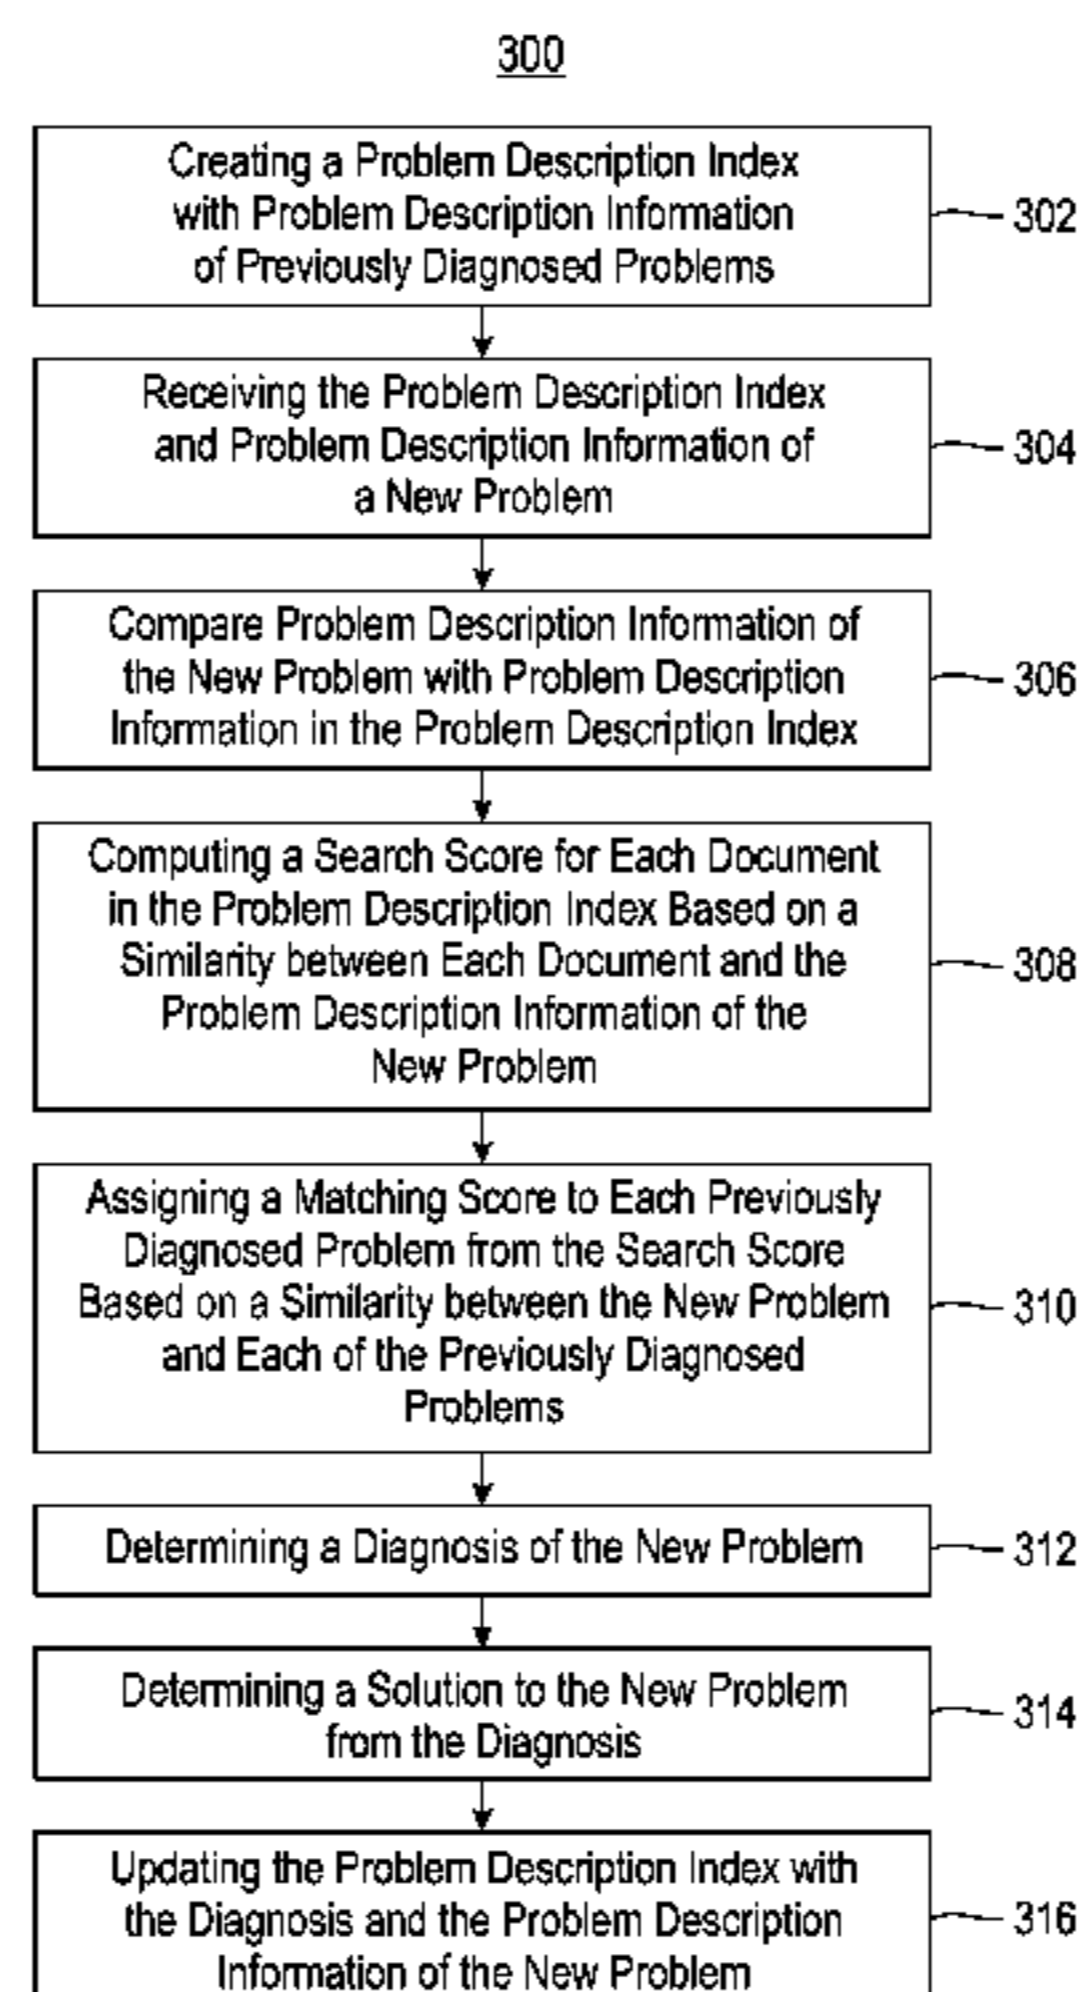 300
Creating a Problem Description Index
with Problem Description Information
of Previously Diagnosed Problems
302
Receiving the Problem Description Index
and Problem Description Information of
a New Problem
304
Compare Problem Description Information of
the New Problem with Problem Description
Information in the Problem Description Index
306
Computing a Search Score for Each Document
in the Problem Description Index Based on a
Similarity between Each Document and the
Problem Description Information of the
New Problem
308
Assigning a Matching Score to Each Previously
Diagnosed Problem from the Search Score
Based on a Similarity between the New Problem
and Each of the Previously Diagnosed
Problems
310
Determining a Diagnosis of the New Problem
312
Determining a Solution to the New Problem
from the Diagnosis
314
Updating the Problem Description Index with
the Diagnosis and the Problem Description
Information of the New Problem
316